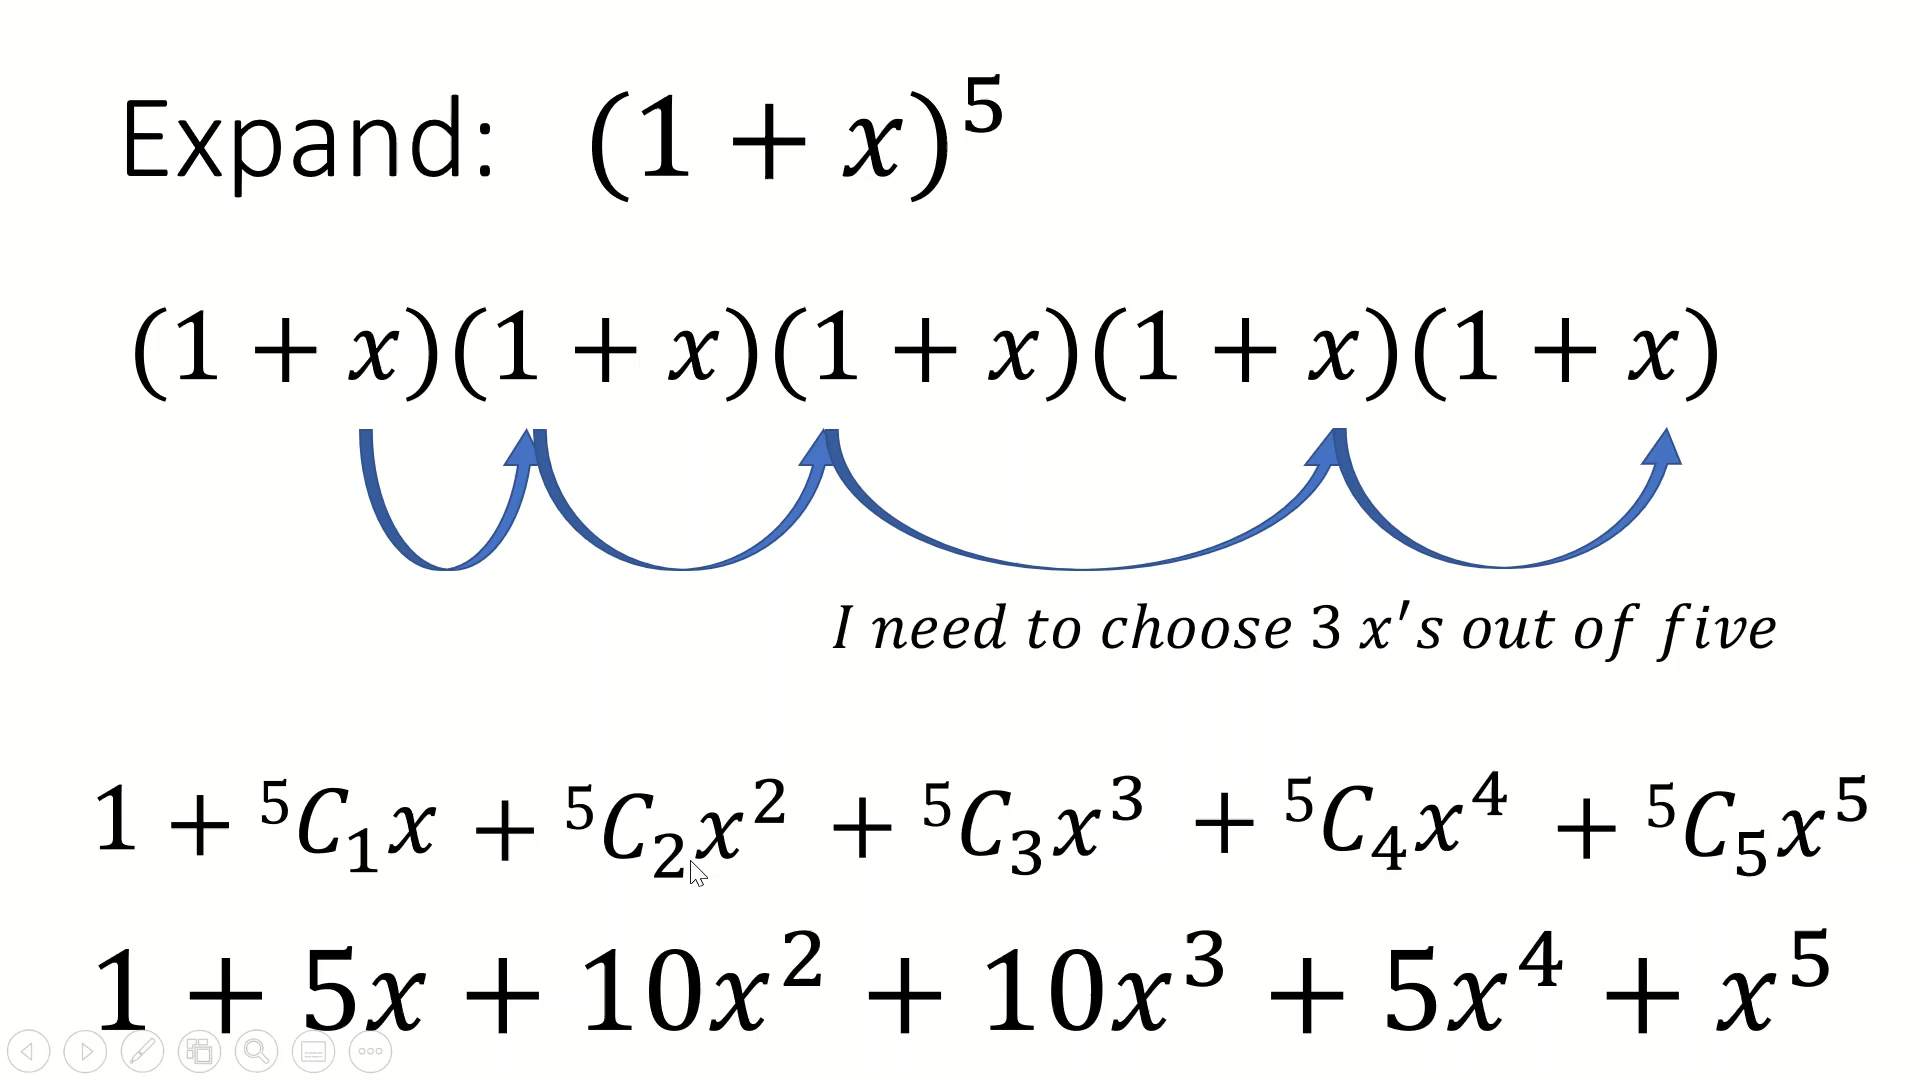 Expand: (1 + x)⁵
(1 + x)(1 + x)(1 + x)(1 + x)(1 + x)
I need to choose 3 x′s out of five
1 + ⁵C₁x + ⁵C₂x² + ⁵C₃x³ + ⁵C₄x⁴ + ⁵C₅x⁵
1 + 5x + 10x² + 10x³ + 5x⁴ + x⁵